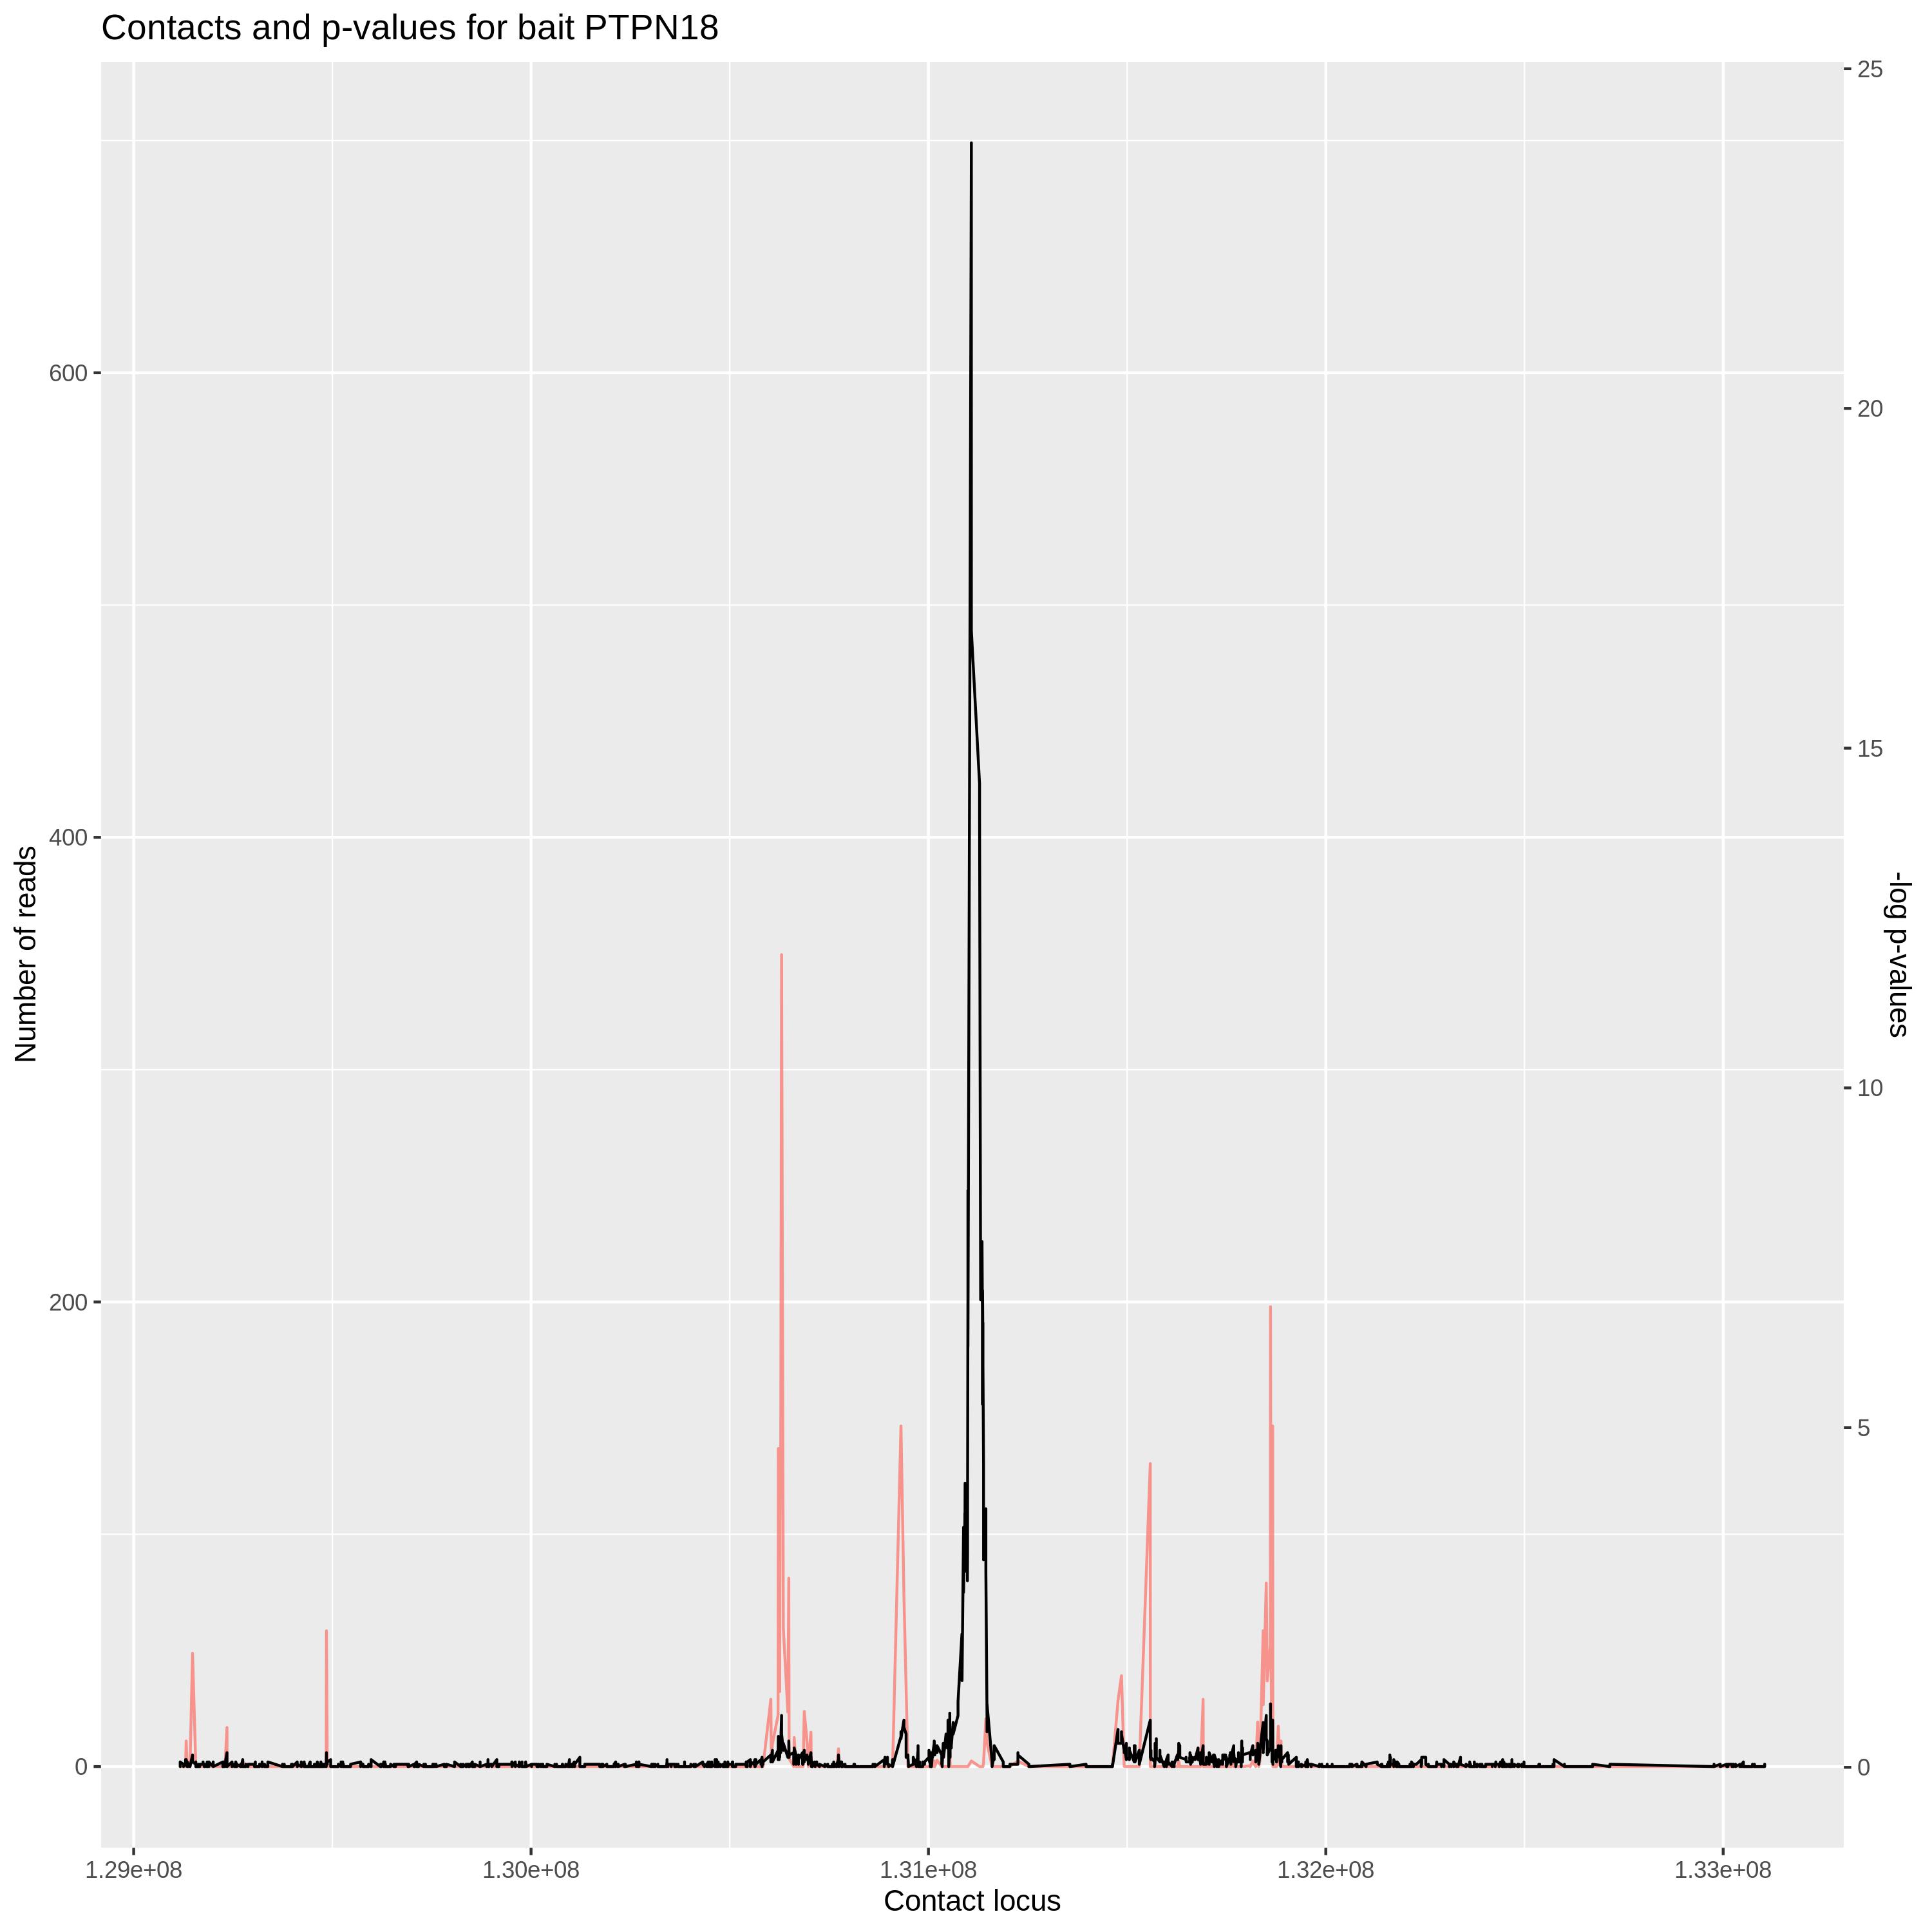 Contacts and p-values for bait PTPN18
25
20
15
10
5
0
-log p-values
600
400
200
0
Number of reads
1.29e+08 1.30e+08 1.31e+08 1.32e+08 1.33e+08
Contact locus